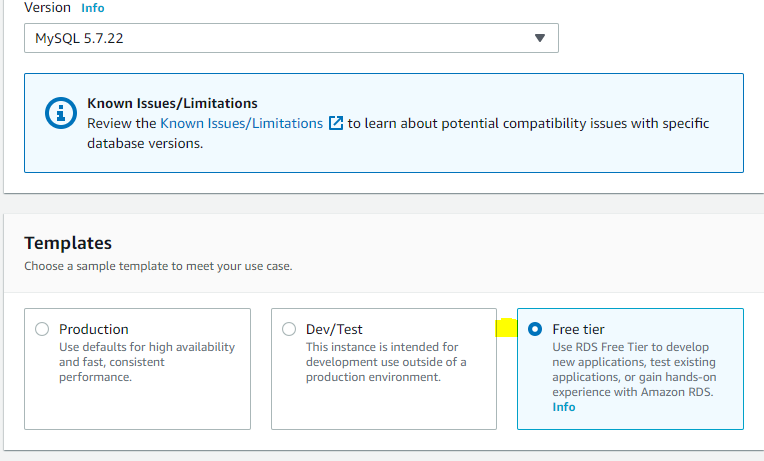 Version Info
MySQL 5.7.22
Known Issues/Limitations
Review the Known Issues/Limitations to learn about potential compatibility issues with specific
database versions.
Templates
Choose a sample template to meet your use case.
Production
Use defaults for high availability
and fast, consistent
performance.
Dev/Test
This instance is intended for
development use outside of a
production environment.
Free tier
Use RDS Free Tier to develop
new applications, test existing
applications, or gain hands-on
experience with Amazon RDS.
Info